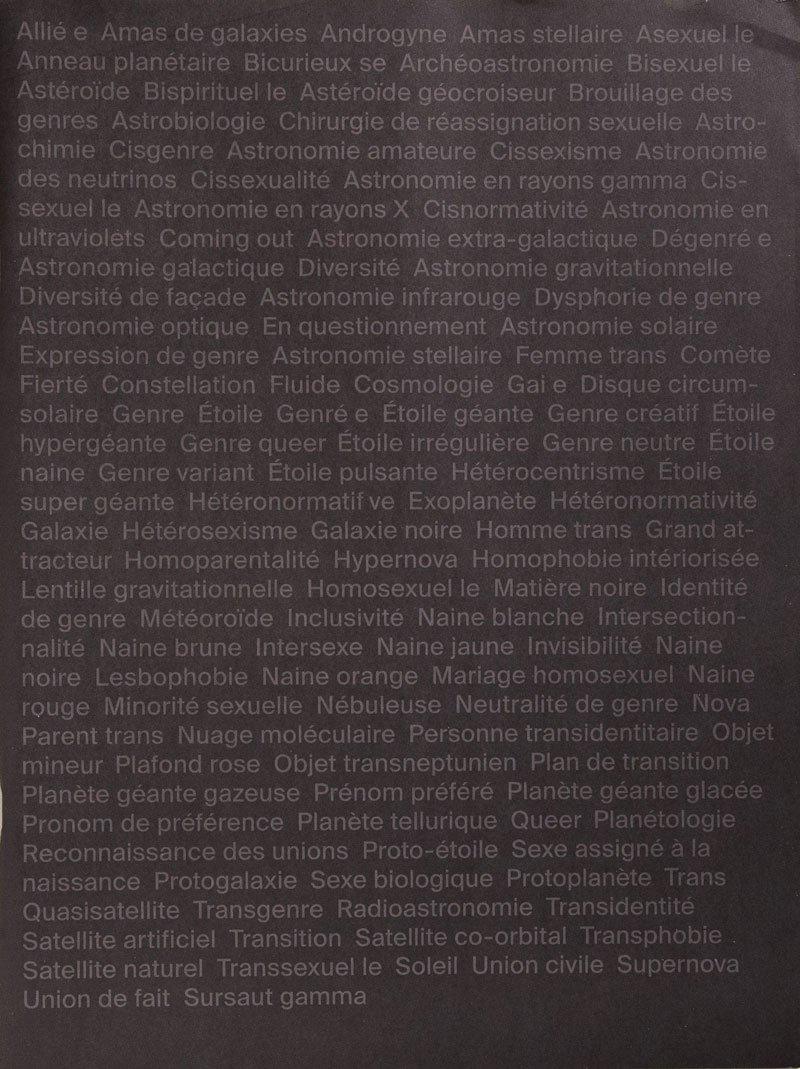 Allié e  Amas de galaxies  Androgyne  Amas stellaire  Asexuel le
Anneau planétaire  Bicurieux se  Archéoastronomie  Bisexuel le
Astéroïde  Bispirituel le  Astéroïde géocroiseur  Brouillage des
genres  Astrobiologie  Chirurgie de réassignation sexuelle  Astro-
chimie  Cisgenre  Astronomie amateure  Cissexisme  Astronomie
des neutrinos  Cissexualité  Astronomie en rayons gamma  Cis-
sexuel le  Astronomie en rayons X  Cisnormativité  Astronomie en
ultraviolets  Coming out  Astronomie extra-galactique  Dégenré e
Astronomie galactique  Diversité  Astronomie gravitationnelle
Diversité de façade  Astronomie infrarouge  Dysphorie de genre
Astronomie optique  En questionnement  Astronomie solaire
Expression de genre  Astronomie stellaire  Femme trans  Comète
Fierté  Constellation  Fluide  Cosmologie  Gai e  Disque circum-
solaire  Genre  Étoile  Genré e  Étoile géante  Genre créatif  Étoile
hypergéante  Genre queer  Étoile irrégulière  Genre neutre  Étoile
naine  Genre variant  Étoile pulsante  Hétérocentrisme  Étoile
super géante  Hétéronormatif ve  Exoplanète  Hétéronormativité
Galaxie  Hétérosexisme  Galaxie noire  Homme trans  Grand at-
tracteur  Homoparentalité  Hypernova  Homophobie intériorisée
Lentille gravitationnelle  Homosexuel le  Matière noire  Identité
de genre  Météoroïde  Inclusivité  Naine blanche  Intersection-
nalité  Naine brune  Intersexe  Naine jaune  Invisibilité  Naine
noire  Lesbophobie  Naine orange  Mariage homosexuel  Naine
rouge  Minorité sexuelle  Nébuleuse  Neutralité de genre  Nova
Parent trans  Nuage moléculaire  Personne transidentitaire  Objet
mineur  Plafond rose  Objet transneptunien  Plan de transition
Planète géante gazeuse  Prénom préféré  Planète géante glacée
Pronom de préférence  Planète tellurique  Queer  Planétologie
Reconnaissance des unions  Proto-étoile  Sexe assigné à la
naissance  Protogalaxie  Sexe biologique  Protoplanète  Trans
Quasisatellite  Transgenre  Radioastronomie  Transidentité
Satellite artificiel  Transition  Satellite co-orbital  Transphobie
Satellite naturel  Transsexuel le  Soleil  Union civile  Supernova
Union de fait  Sursaut gamma